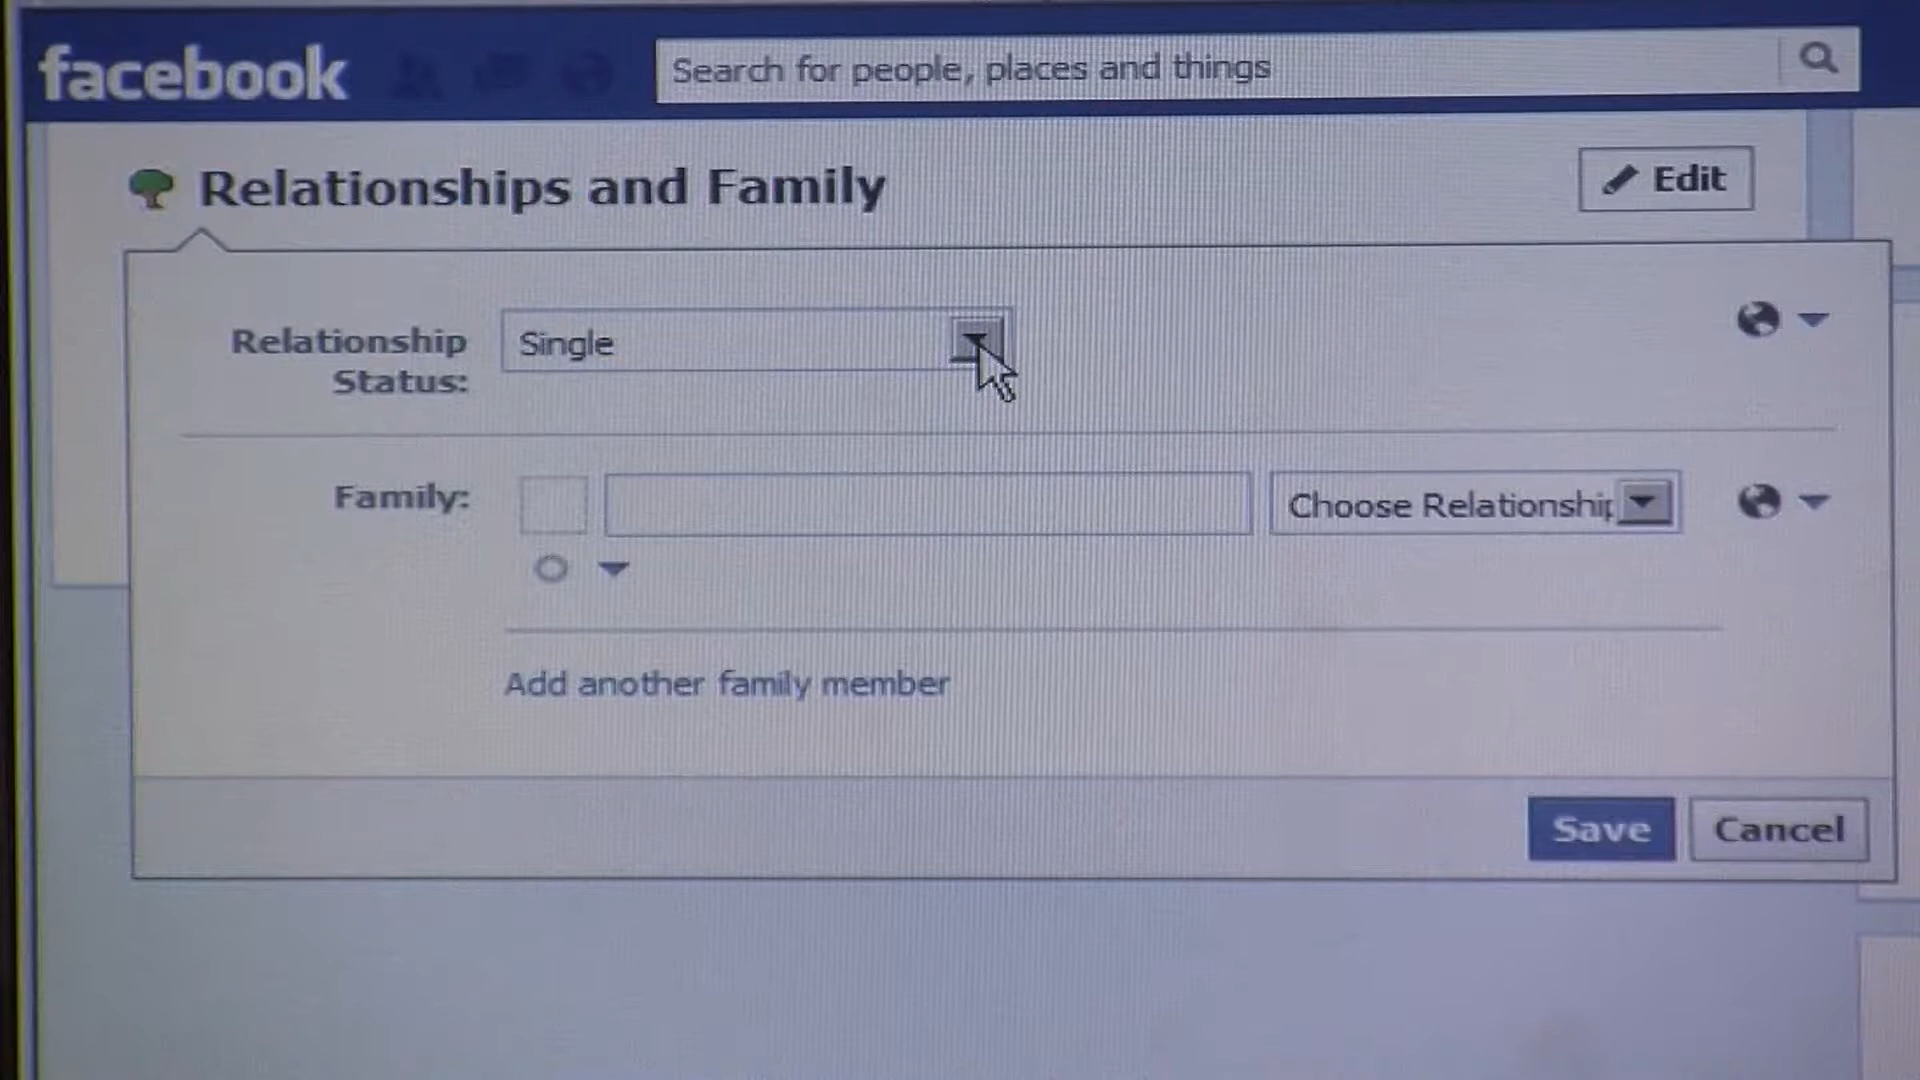 facebook
Search for people, places and things
Relationships and Family
Edit
Relationship
Status:
Single
Family:
Choose Relationship
Add another family member
Save
Cancel